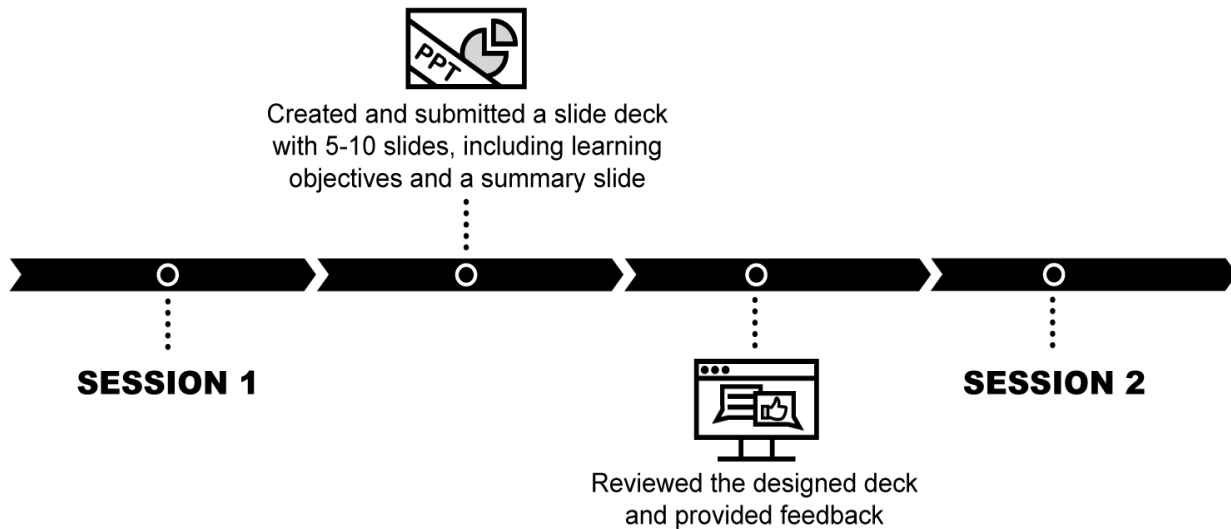 PPT
Created and submitted a slide deck
with 5-10 slides, including learning
objectives and a summary slide
SESSION 1
SESSION 2
Reviewed the designed deck
and provided feedback